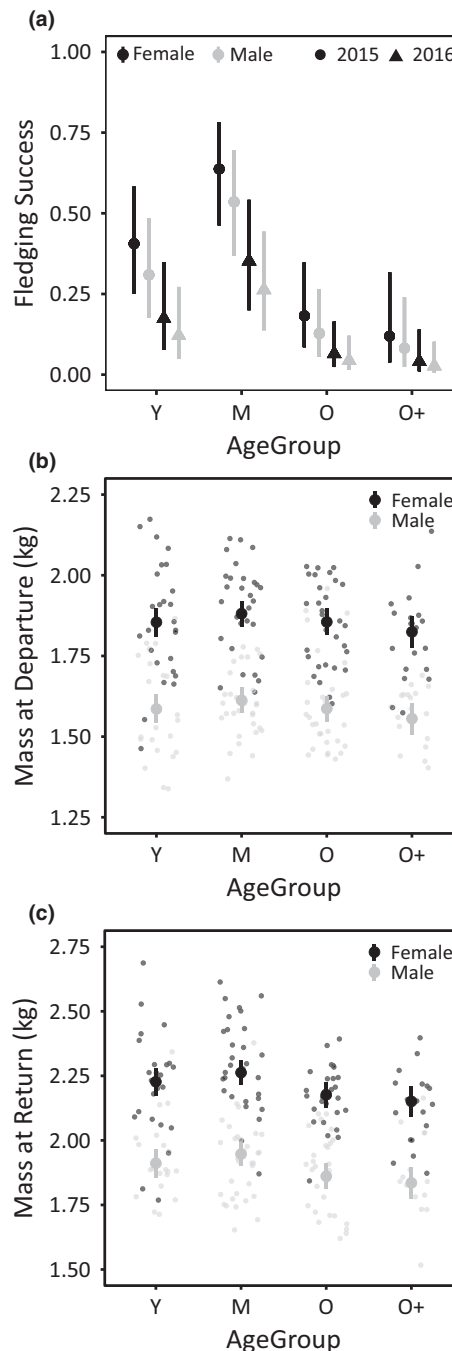 (a)
Female Male 2015 2016
1.00
0.75
0.50
0.25
0.00
Fledging Success
Y M O O+
AgeGroup
(b)
Female
Male
2.25
2.00
1.75
1.50
1.25
Mass at Departure (kg)
Y M O O+
AgeGroup
(c)
Female
Male
2.75
2.50
2.25
2.00
1.75
1.50
Mass at Return (kg)
Y M O O+
AgeGroup